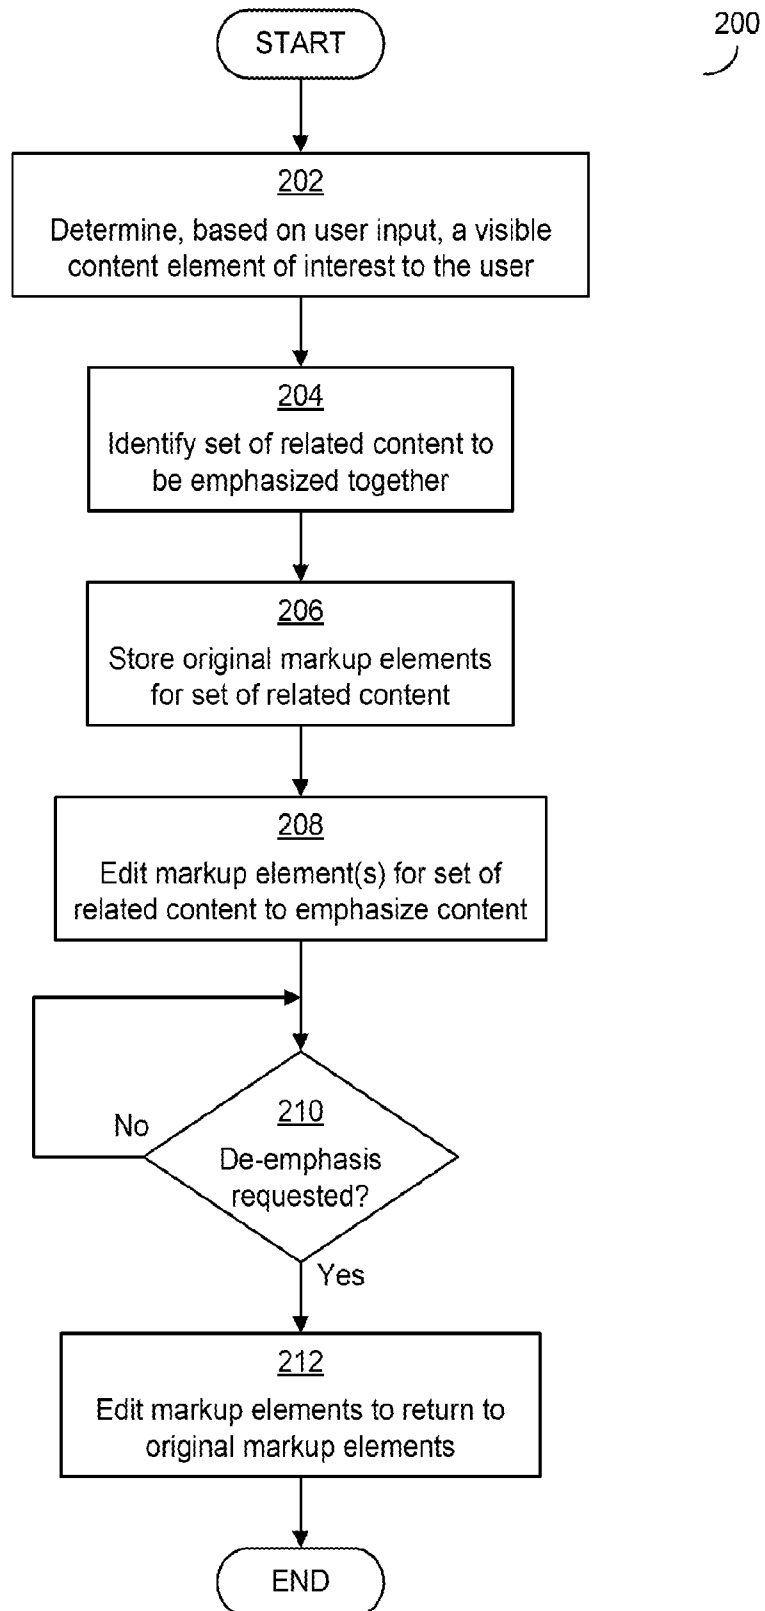 START
200
202
Determine, based on user input, a visible
content element of interest to the user
204
Identify set of related content to
be emphasized together
206
Store original markup elements
for set of related content
208
Edit markup element(s) for set of
related content to emphasize content
210
No
De-emphasis
requested?
Yes
212
Edit markup elements to return to
original markup elements
END